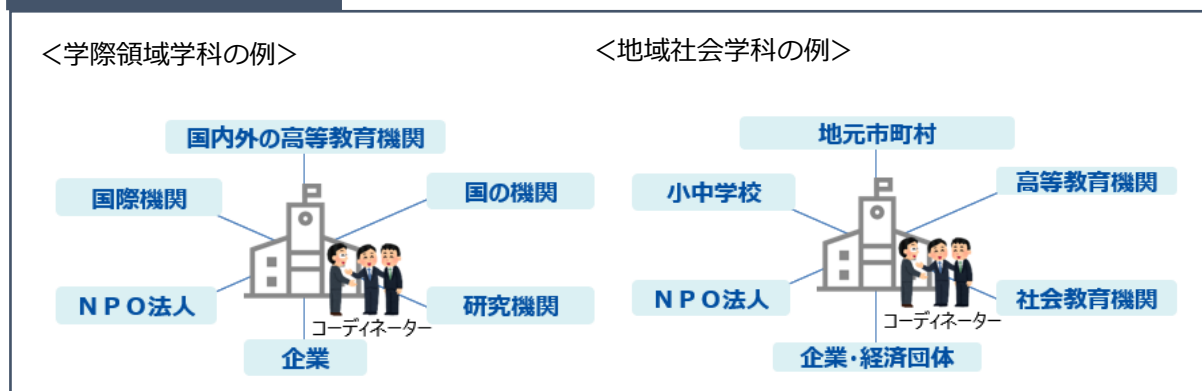 ＜学際領域学科の例＞
国内外の高等教育機関
国際機関
国の機関
ＮＰＯ法人
研究機関
コーディネーター
企業
＜地域社会学科の例＞
地元市町村
小中学校
高等教育機関
ＮＰＯ法人
社会教育機関
コーディネーター
企業・経済団体